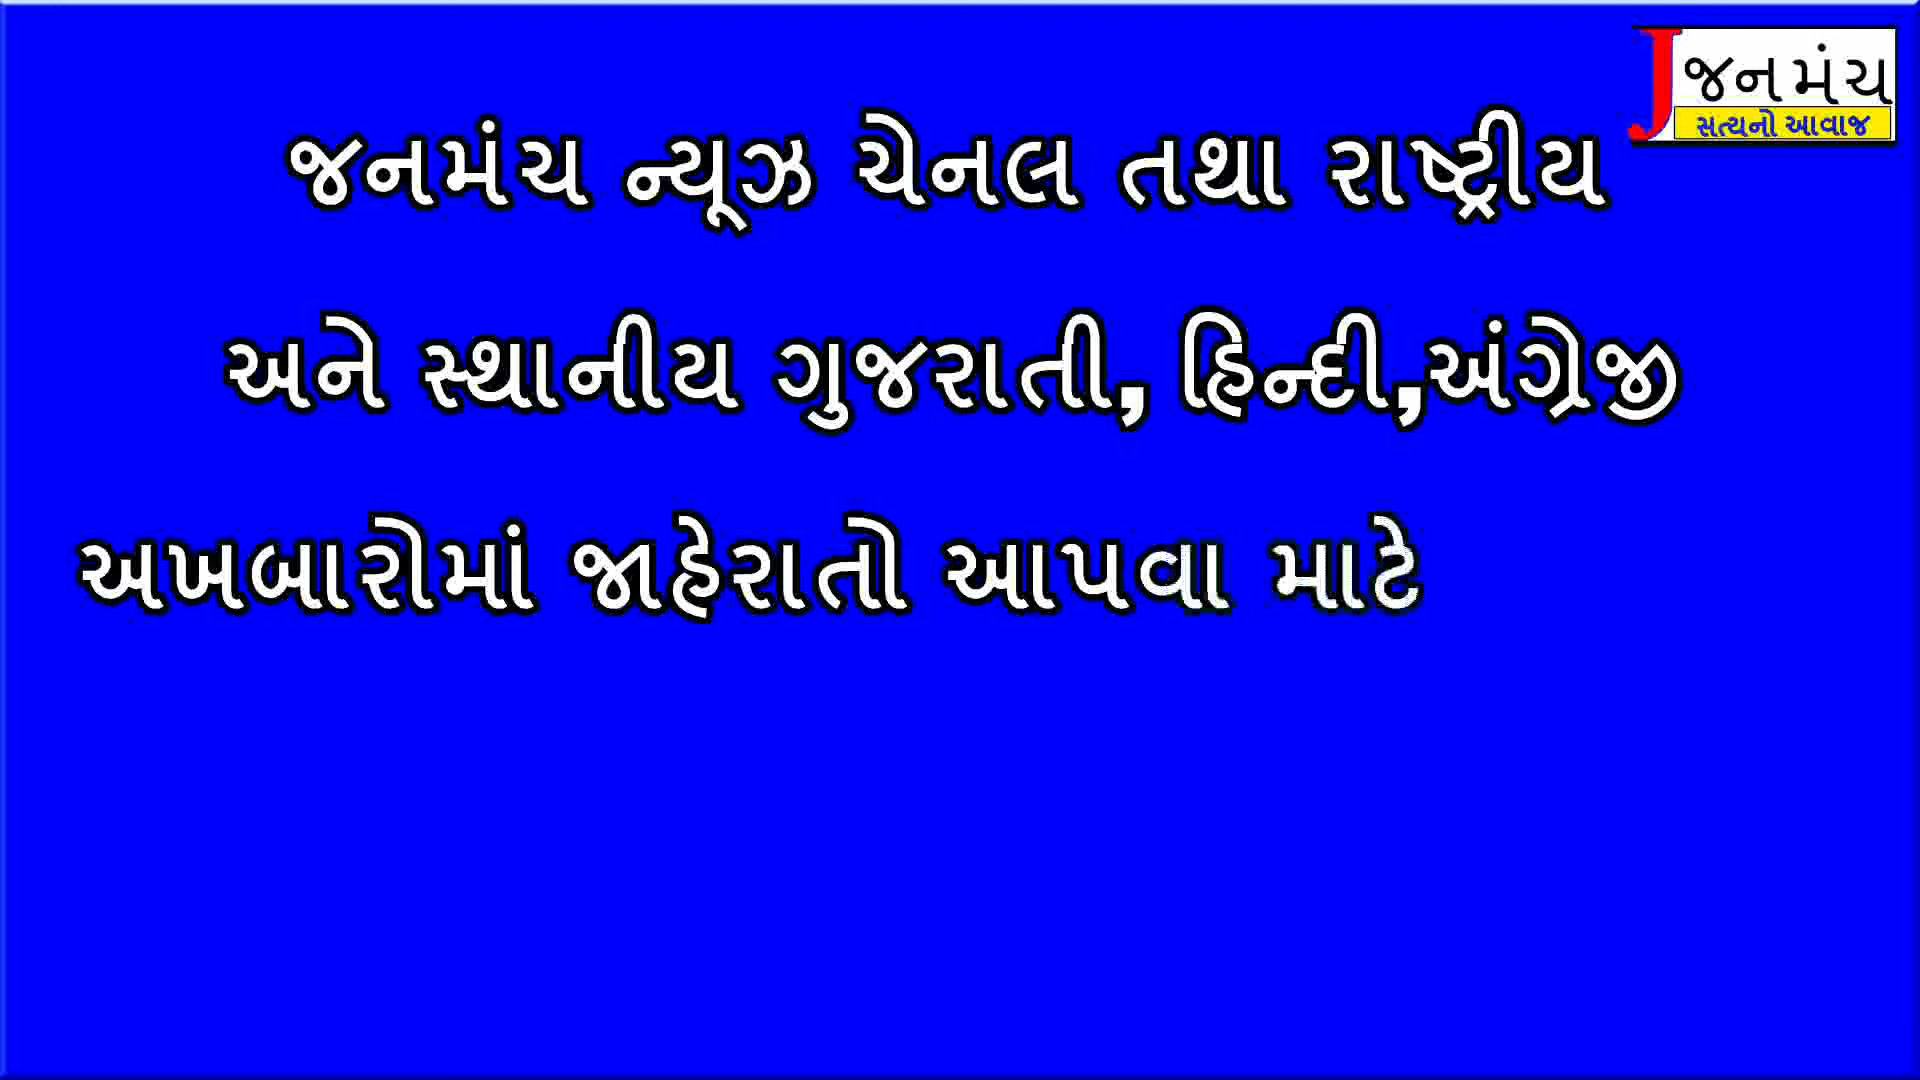 જનમંચ
સત્યનો આવાજ
જનમંચ ન્યૂઝ ચેનલ તથા રાષ્ટ્રીય
અને સ્થાનીય ગુજરાતી, હિન્દી,અંગ્રેજી
અખબારોમાં જાહેરાતો આપવા માટે